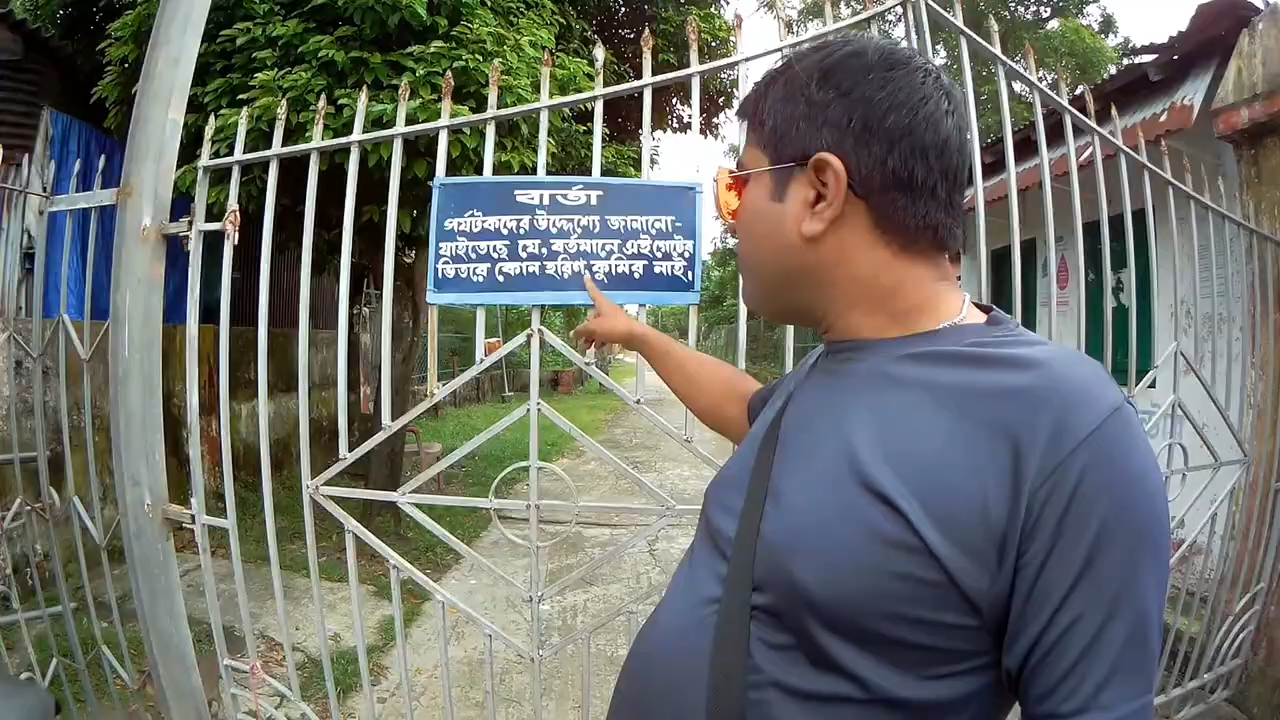 বার্তা
পর্যটকদের উদ্দেশ্যে জানানো-
যাইতেছে যে, বর্তমানে এই গেটের
ভিতরে কোন হরিণ, কুমির নাই।